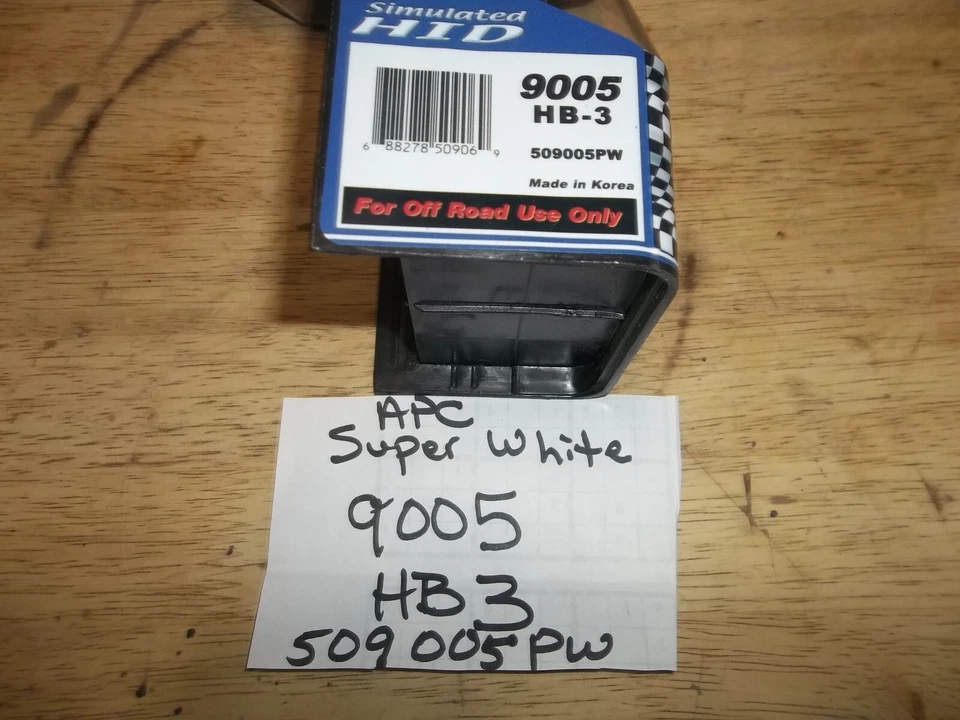 Simulated
HID
9005
HB-3
6 88278 50906 9
509005PW
Made in Korea
For Off Road Use Only
APC
Super White
9005
HB3
509005PW